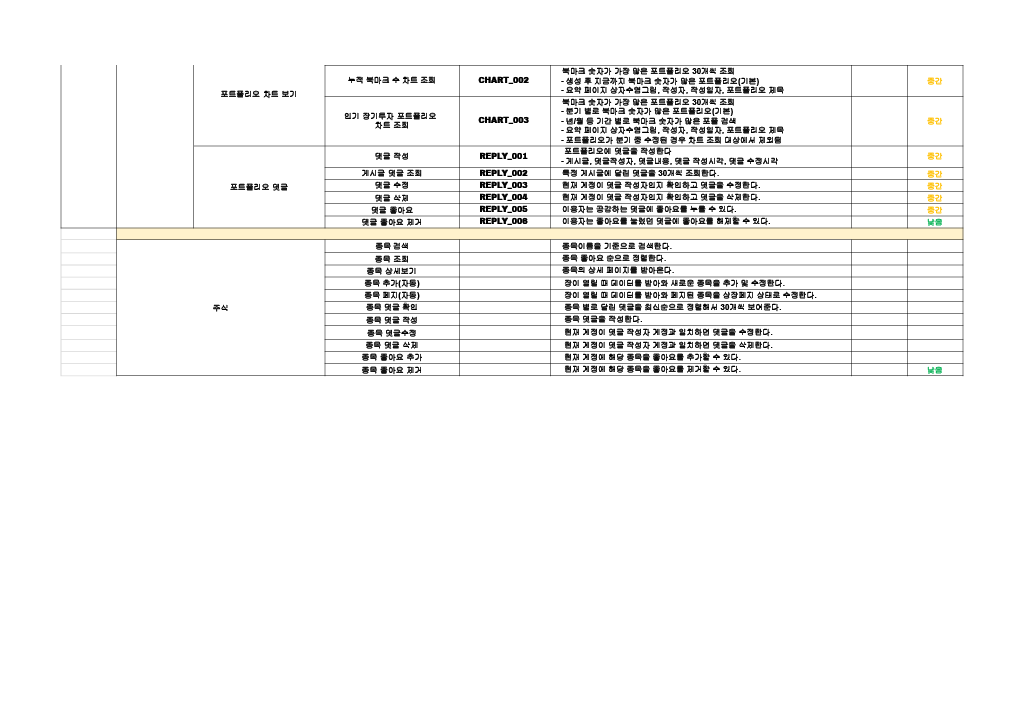 북마크 숫자가 가장 많은 포트폴리오 30개씩 조회
누적 북마크 수 차트 조회 CHART_002 - 생성 후 지금까지 북마크 숫자가 많은 포트폴리오(기본) 중간
- 요약 페이지 상자수염그림, 작성자, 작성일자, 포트폴리오 제목
포트폴리오 차트 보기
북마크 숫자가 가장 많은 포트폴리오 30개씩 조회
- 분기 별로 북마크 숫자가 많은 포트폴리오(기본)
인기 장기투자 포트폴리오
차트 조회 CHART_003 - 년/월 등 기간 별로 북마크 숫자가 많은 포폴 검색 중간
- 요약 페이지 상자수염그림, 작성자, 작성일자, 포트폴리오 제목
- 포트폴리오가 분기 중 수정된 경우 차트 조회 대상에서 제외됨
포트폴리오에 댓글을 작성한다
댓글 작성 REPLY_001 - 게시글, 댓글작성자, 댓글내용, 댓글 작성시각, 댓글 수정시각 중간
게시글 댓글 조회 REPLY_002 특정 게시글에 달린 댓글을 30개씩 조회한다. 중간
포트폴리오 댓글 댓글 수정 REPLY_003 현재 계정이 댓글 작성자인지 확인하고 댓글을 수정한다. 중간
댓글 삭제 REPLY_004 현재 계정이 댓글 작성자인지 확인하고 댓글을 삭제한다. 중간
댓글 좋아요 REPLY_005 이용자는 공감하는 댓글에 좋아요를 누를 수 있다. 중간
댓글 좋아요 제거 REPLY_006 이용자는 좋아요를 눌렀던 댓글에 좋아요를 해제할 수 있다. 낮음
종목 검색 종목이름을 기준으로 검색한다.
종목 조회 종목 좋아요 순으로 정렬한다.
종목 상세보기 종목의 상세 페이지를 받아온다.
종목 추가(자동) 장이 열릴 때 데이터를 받아와 새로운 종목을 추가 및 수정한다.
종목 폐지(자동) 장이 열릴 때 데이터를 받아와 폐지된 종목을 상장폐지 상태로 수정한다.
주식 종목 댓글 확인 종목 별로 달린 댓글을 최신순으로 정렬해서 30개씩 보여준다.
종목 댓글 작성 종목 댓글을 작성한다.
종목 댓글수정 현재 계정이 댓글 작성자 계정과 일치하면 댓글을 수정한다.
종목 댓글 삭제 현재 계정이 댓글 작성자 계정과 일치하면 댓글을 삭제한다.
종목 좋아요 추가 현재 계정에 해당 종목을 좋아요를 추가할 수 있다.
종목 좋아요 제거 현재 계정에 해당 종목을 좋아요를 제거할 수 있다. 낮음